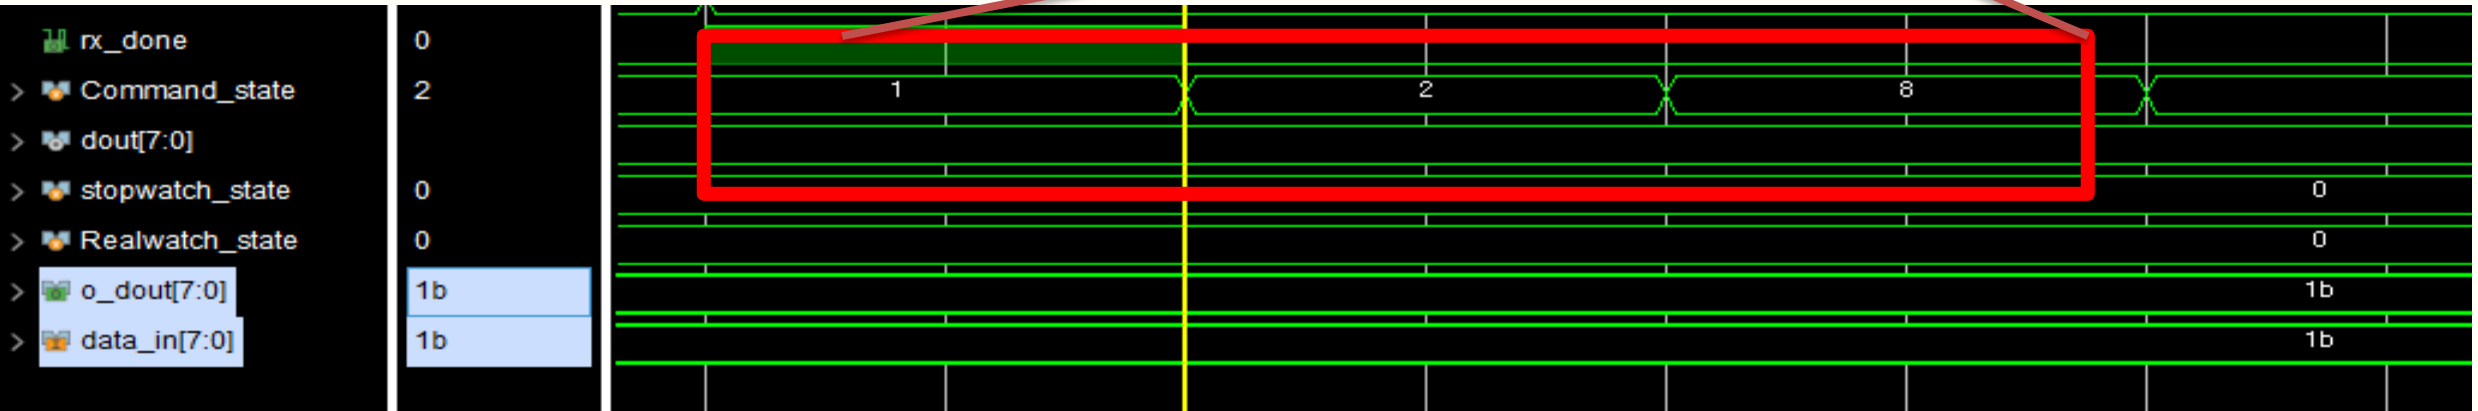 rx_done 0
Command_state 2 1 2 8
dout[7:0]
stopwatch_state 0 0
Realwatch_state 0 0
o_dout[7:0] 1b 1b
data_in[7:0] 1b 1b